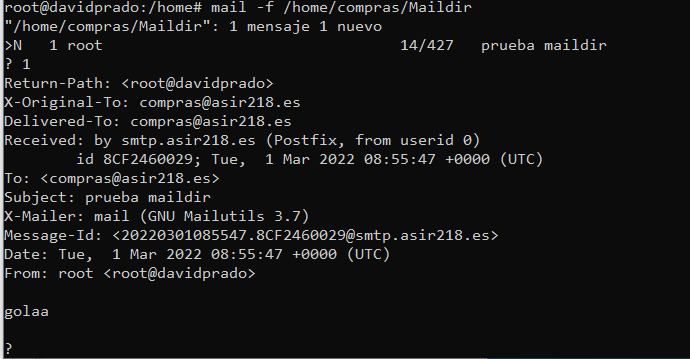 root@davidprado:/home# mail -f /home/compras/Maildir
"/home/compras/Maildir": 1 mensaje 1 nuevo
>N   1 root                                      14/427   prueba maildir
? 1
Return-Path: <root@davidprado>
X-Original-To: compras@asir218.es
Delivered-To: compras@asir218.es
Received: by smtp.asir218.es (Postfix, from userid 0)
        id 8CF2460029; Tue,  1 Mar 2022 08:55:47 +0000 (UTC)
To: <compras@asir218.es>
Subject: prueba maildir
X-Mailer: mail (GNU Mailutils 3.7)
Message-Id: <20220301085547.8CF2460029@smtp.asir218.es>
Date: Tue,  1 Mar 2022 08:55:47 +0000 (UTC)
From: root <root@davidprado>
golaa
?